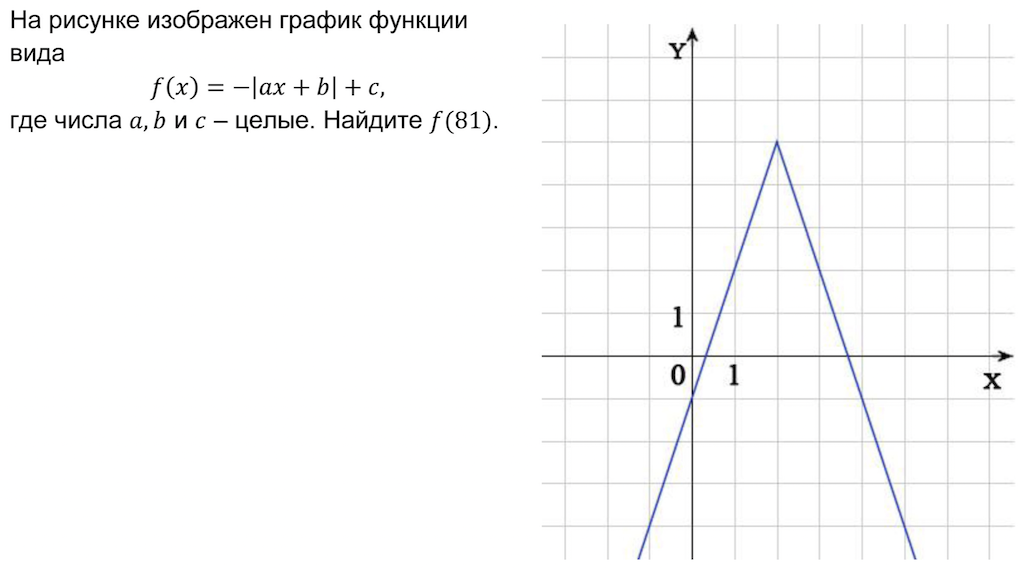 На рисунке изображен график функции
вида
f(x) = −|ax + b| + c,
где числа a, b и c – целые. Найдите f(81).
Y
1
0 1
X